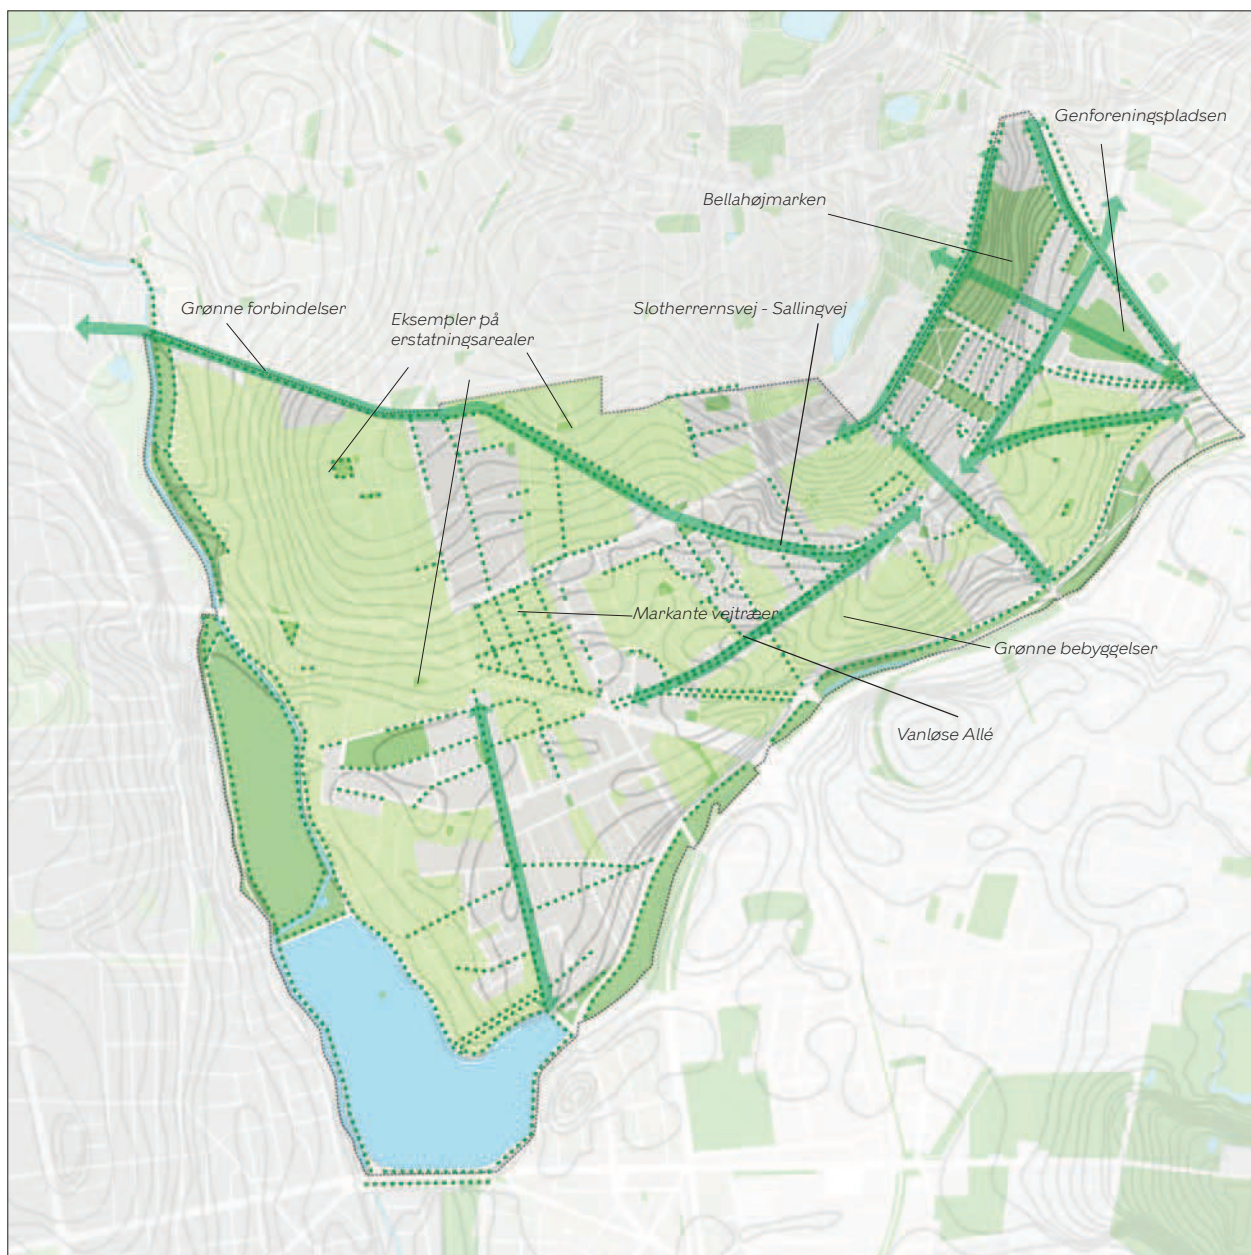 Genforeningspladsen
Bellahøjmarken
Grønne forbindelser
Eksempler på
erstatningsarealer
Slotherrernsvej - Sallingvej
Markante vejtræer
Grønne bebyggelser
Vanløse Allé